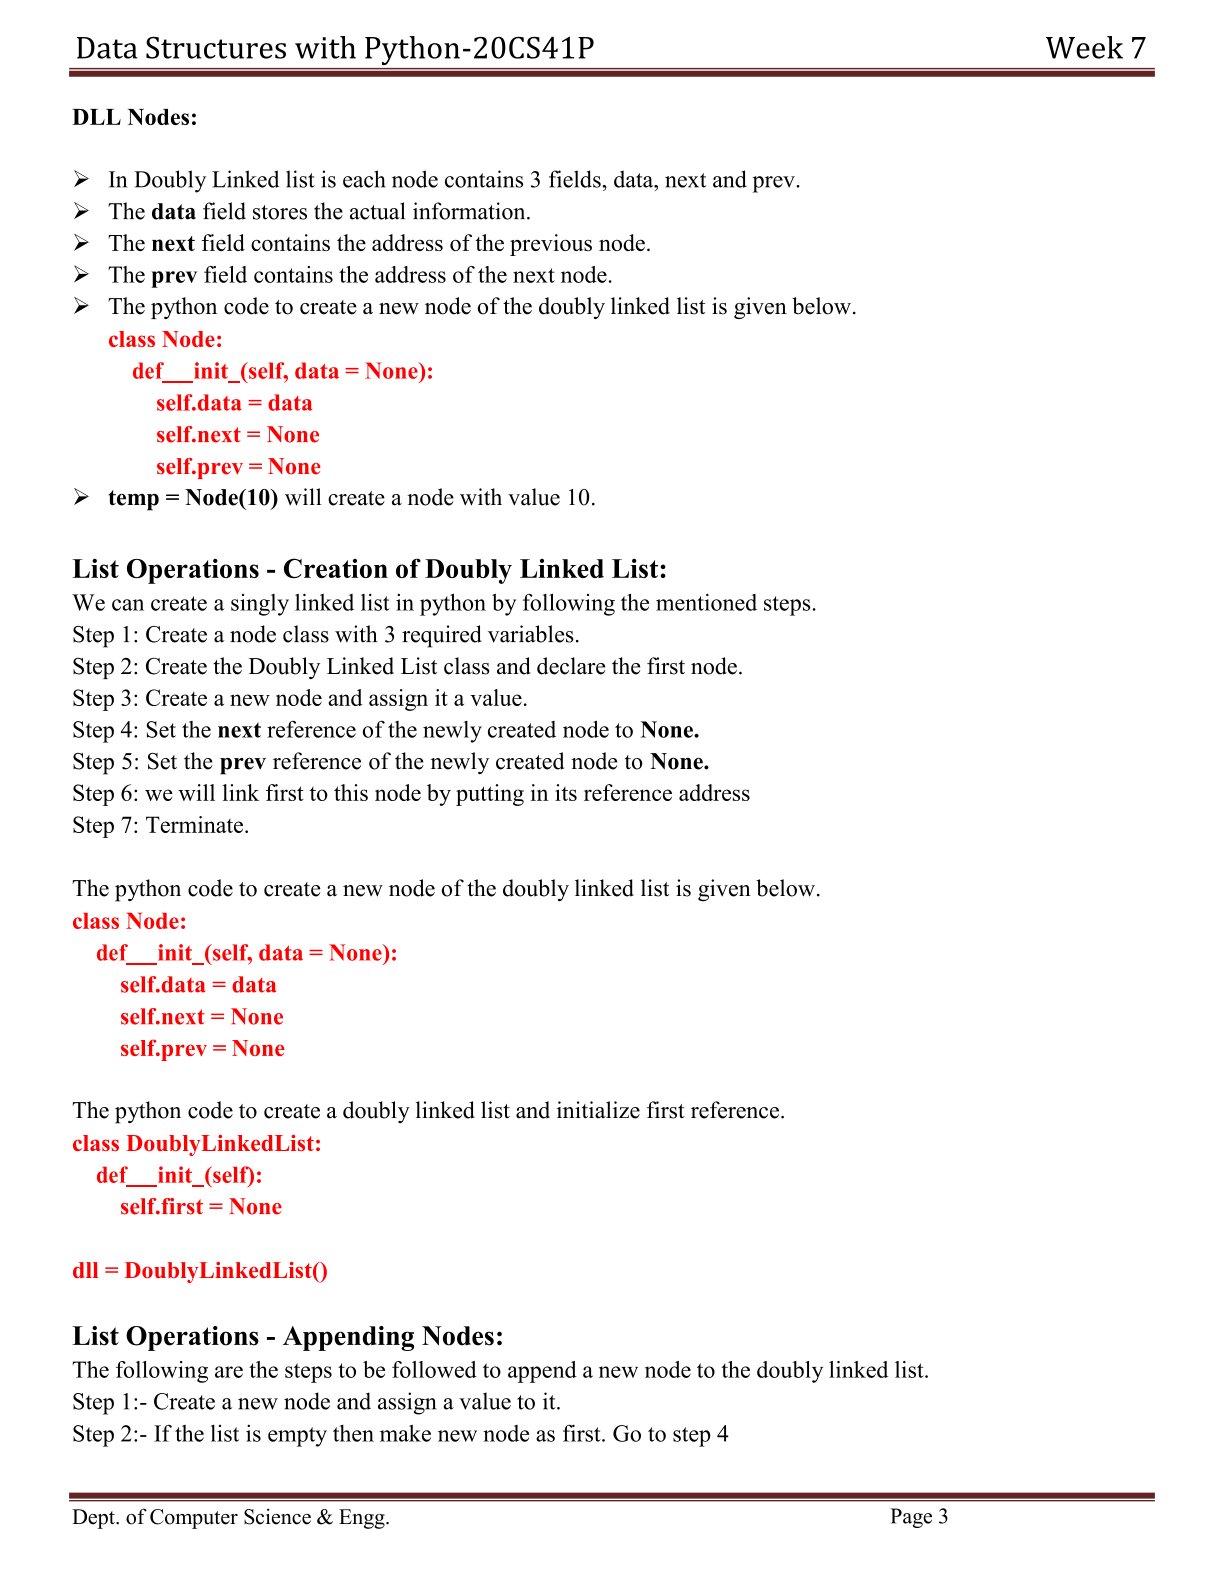 Data Structures with Python-20CS41P Week 7
DLL Nodes:
➢ In Doubly Linked list is each node contains 3 fields, data, next and prev.
➢ The data field stores the actual information.
➢ The next field contains the address of the previous node.
➢ The prev field contains the address of the next node.
➢ The python code to create a new node of the doubly linked list is given below.
class Node:
def__init_(self, data = None):
self.data = data
self.next = None
self.prev = None
➢ temp = Node(10) will create a node with value 10.
List Operations - Creation of Doubly Linked List:
We can create a singly linked list in python by following the mentioned steps.
Step 1: Create a node class with 3 required variables.
Step 2: Create the Doubly Linked List class and declare the first node.
Step 3: Create a new node and assign it a value.
Step 4: Set the next reference of the newly created node to None.
Step 5: Set the prev reference of the newly created node to None.
Step 6: we will link first to this node by putting in its reference address
Step 7: Terminate.
The python code to create a new node of the doubly linked list is given below.
class Node:
def__init_(self, data = None):
self.data = data
self.next = None
self.prev = None
The python code to create a doubly linked list and initialize first reference.
class DoublyLinkedList:
def__init_(self):
self.first = None
dll = DoublyLinkedList()
List Operations - Appending Nodes:
The following are the steps to be followed to append a new node to the doubly linked list.
Step 1:- Create a new node and assign a value to it.
Step 2:- If the list is empty then make new node as first. Go to step 4
Dept. of Computer Science & Engg. Page 3